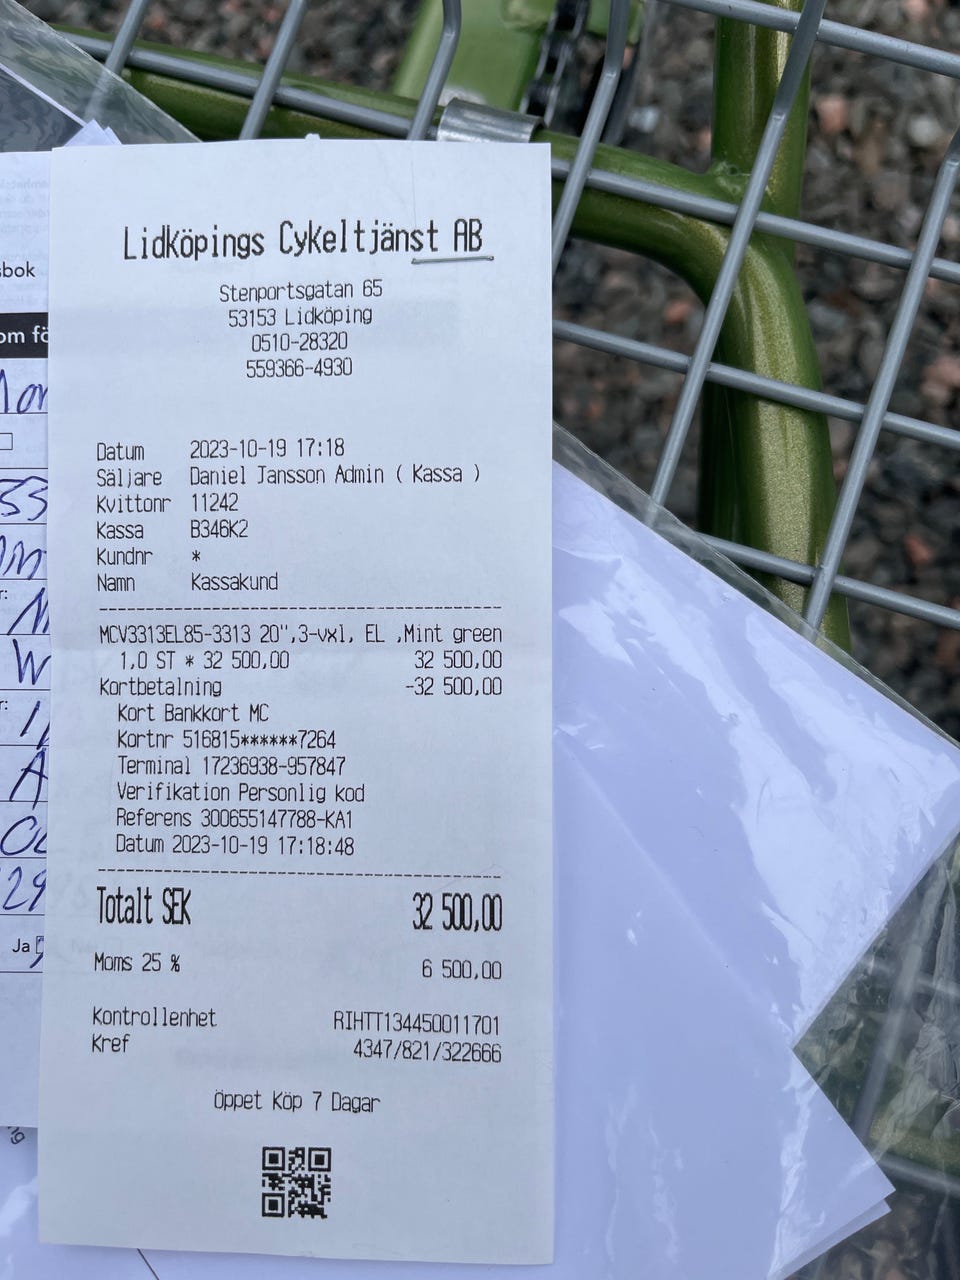 Lidköpings Cykeltjänst AB
Stenportsgatan 65
53153 Lidköping
0510-28320
559366-4930
Datum 2023-10-19 17:18
Säljare Daniel Jansson Admin ( Kassa )
Kvittonr 11242
Kassa B346K2
Kundnr *
Namn Kassakund
MCV3313EL85-3313 20'',3-vxl, EL ,Mint green
1,0 ST * 32 500,00 32 500,00
Kortbetalning -32 500,00
Kort Bankkort MC
Kortnr 516815******7264
Terminal 17236938-957847
Verifikation Personlig kod
Referens 300655147788-KA1
Datum 2023-10-19 17:18:48
Totalt SEK 32 500,00
Moms 25 % 6 500,00
Kontrollenhet RIHTT134450011701
Kref 4347/821/322666
Öppet Köp 7 Dagar
Ja